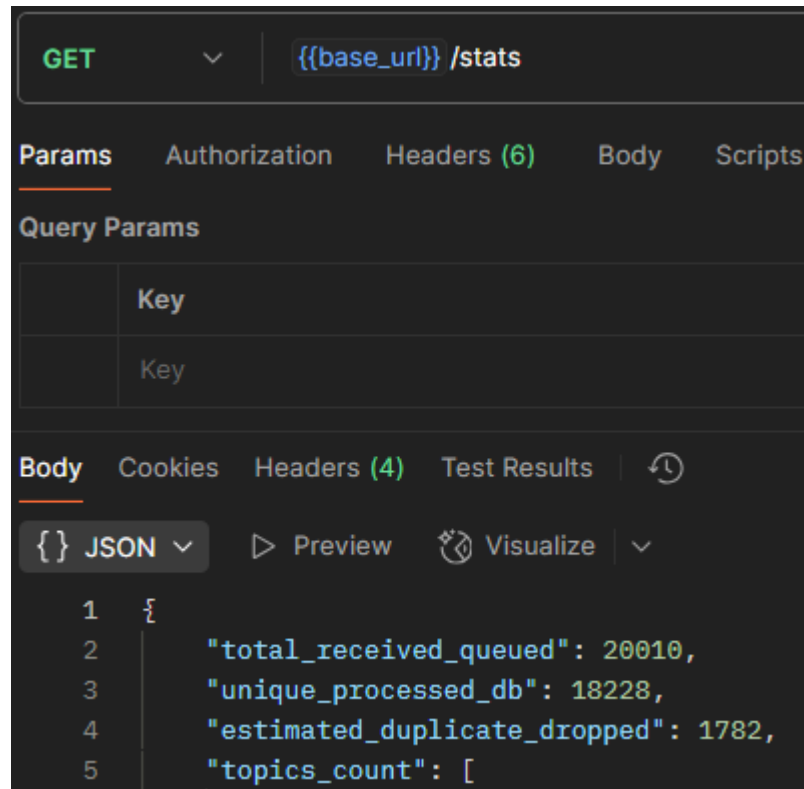 GET {{base_url}} /stats
Params Authorization Headers (6) Body Scripts
Query Params
Key
Key
Body Cookies Headers (4) Test Results
{ } JSON Preview Visualize
1 {
2 "total_received_queued": 20010,
3 "unique_processed_db": 18228,
4 "estimated_duplicate_dropped": 1782,
5 "topics_count": [